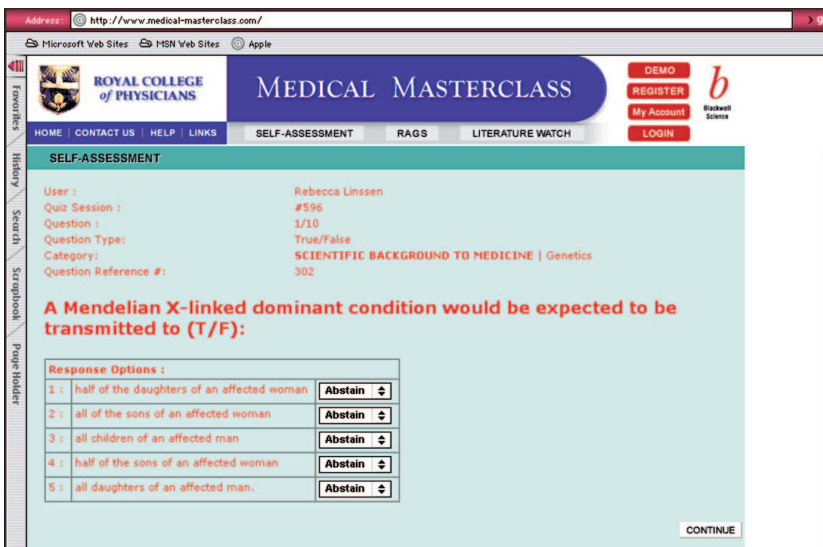 Address: http://www.medical-masterclass.com/
Microsoft Web Sites MSN Web Sites Apple
Favorites
History
Search
Scrapbook
Page Holder
ROYAL COLLEGE
of PHYSICIANS
MEDICAL MASTERCLASS
DEMO
REGISTER
My Account
LOGIN
b
Blackwell
Science
HOME | CONTACT US | HELP | LINKS
SELF-ASSESSMENT RAGS LITERATURE WATCH
SELF-ASSESSMENT
User : Rebecca Linssen
Quiz Session : #596
Question : 1/10
Question Type: True/False
Category: SCIENTIFIC BACKGROUND TO MEDICINE | Genetics
Question Reference #: 302
A Mendelian X-linked dominant condition would be expected to be
transmitted to (T/F):
Response Options :
1 : half of the daughters of an affected woman Abstain
2 : all of the sons of an affected woman Abstain
3 : all children of an affected man Abstain
4 : half of the sons of an affected woman Abstain
5 : all daughters of an affected man. Abstain
CONTINUE